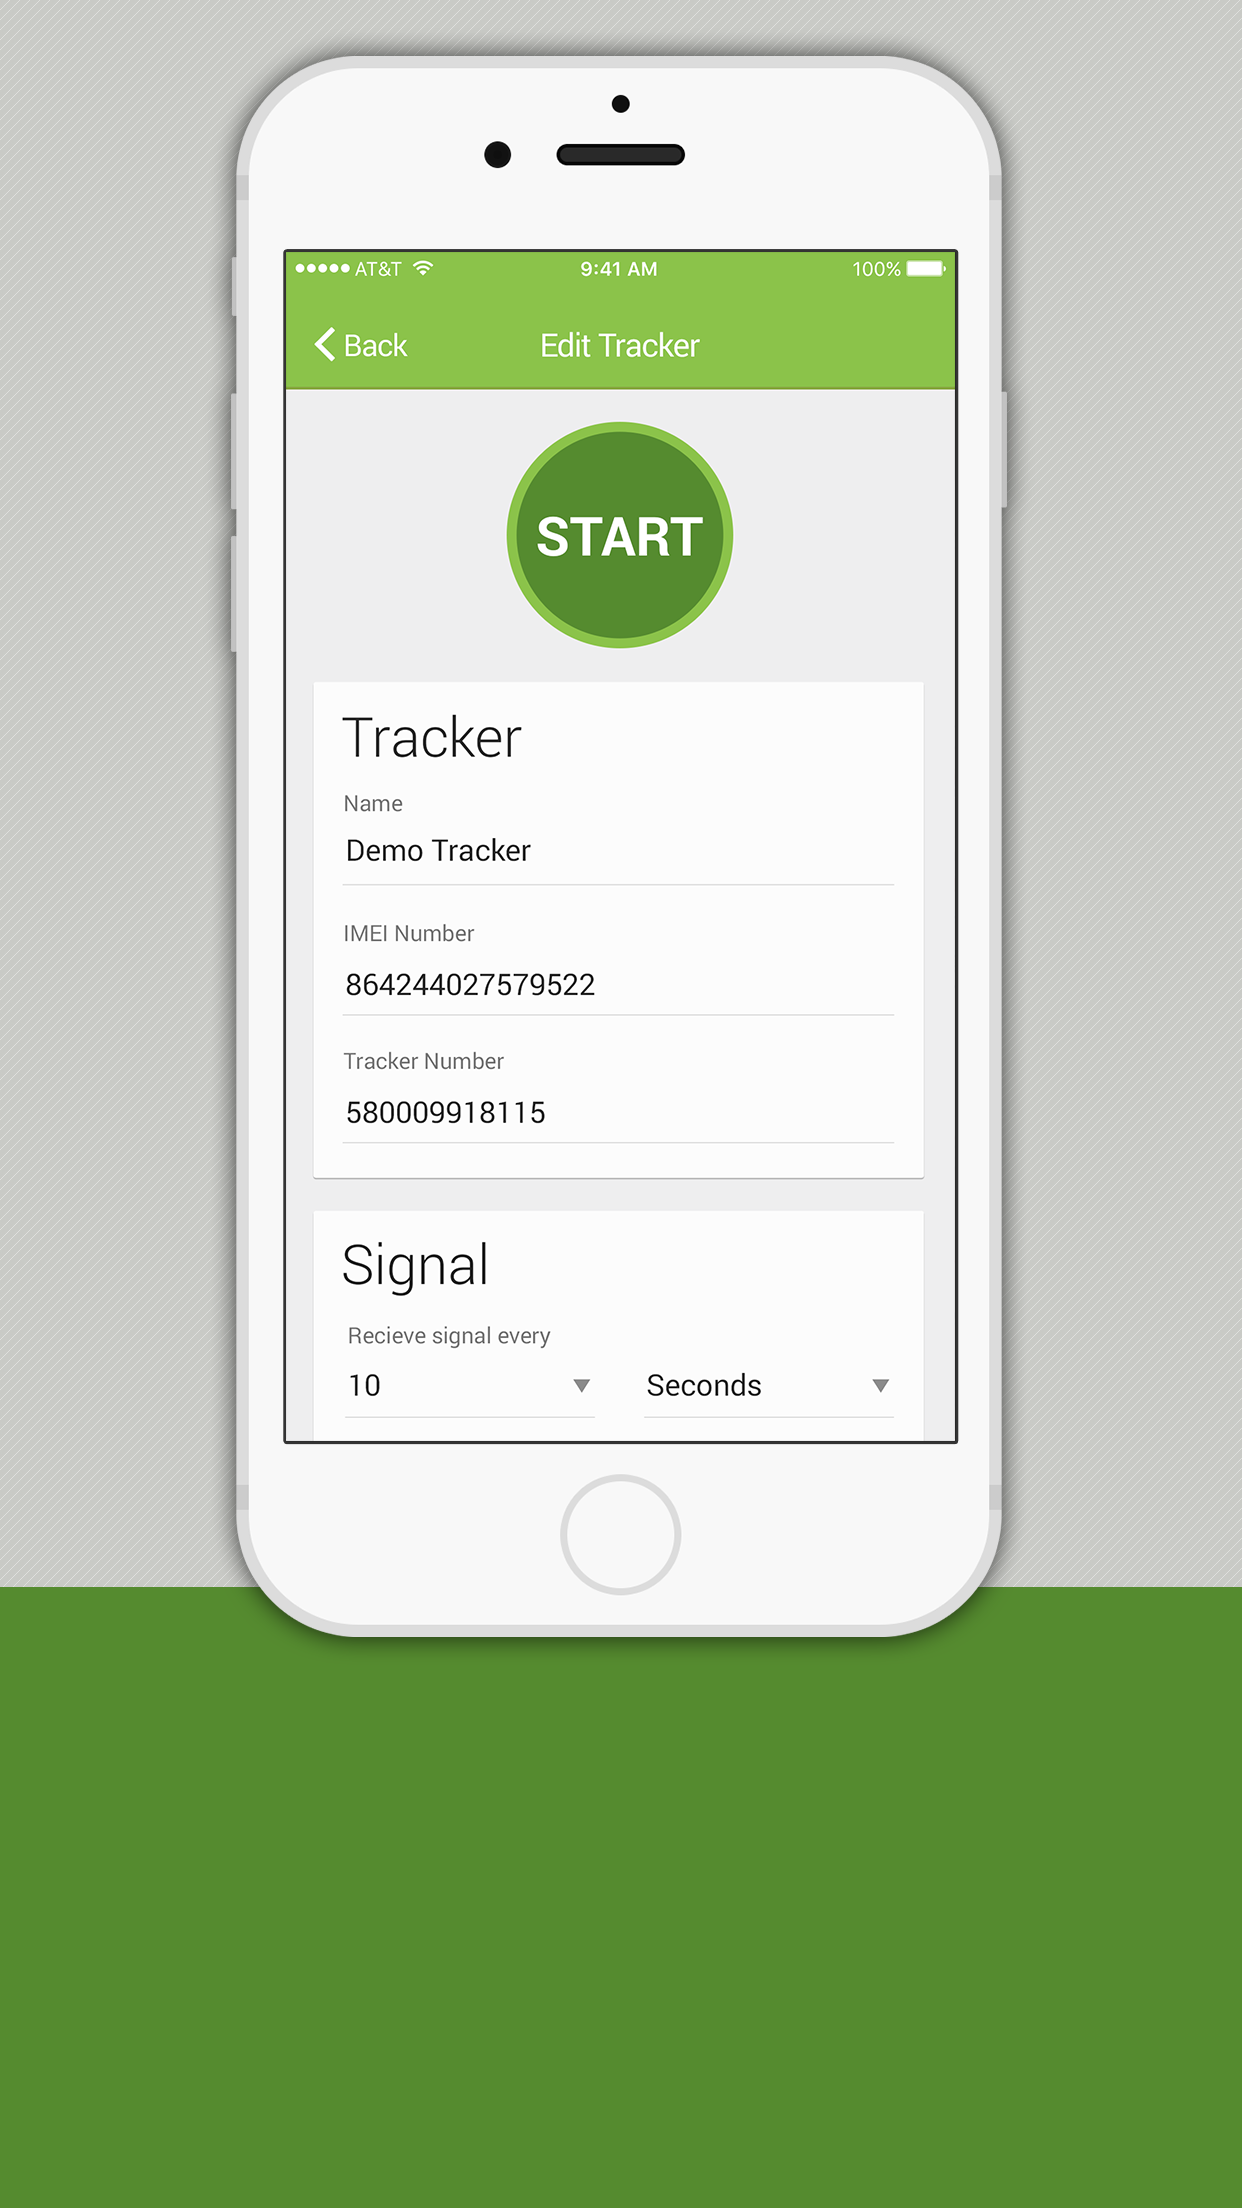 AT&T 9:41 AM 100%
Back Edit Tracker
START
Tracker
Name
Demo Tracker
IMEI Number
864244027579522
Tracker Number
580009918115
Signal
Recieve signal every
10 Seconds